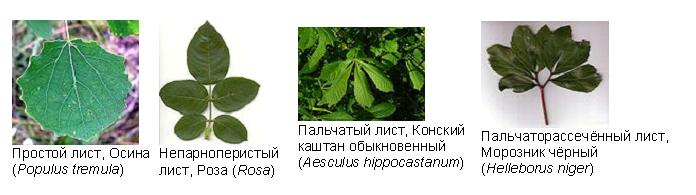 Простой лист, Осина
(Populus tremula)
Непарноперистый
лист, Роза (Rosa)
Пальчатый лист, Конский
каштан обыкновенный
(Aesculus hippocastanum)
Пальчаторассечённый лист,
Морозник чёрный
(Helleborus niger)